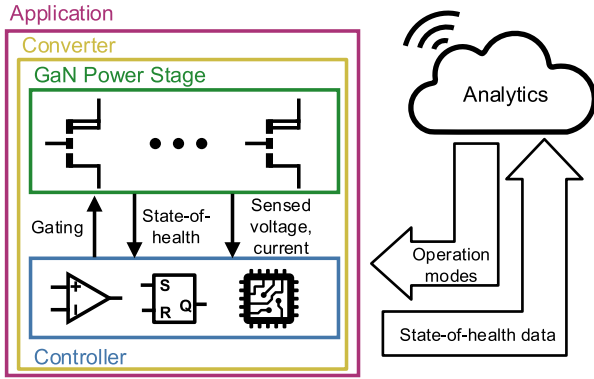 Application
Converter
GaN Power Stage
Analytics
Gating
State-of-
health
Sensed
voltage,
current
Operation
modes
+
−
S
R
Q
State-of-health data
Controller